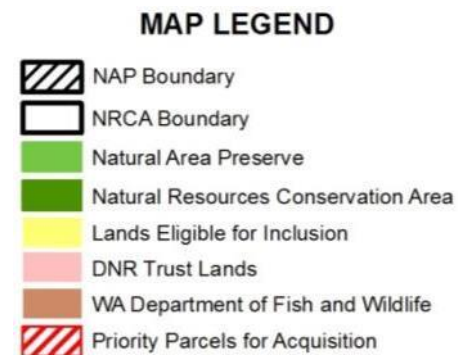 MAP LEGEND
NAP Boundary
NRCA Boundary
Natural Area Preserve
Natural Resources Conservation Area
Lands Eligible for Inclusion
DNR Trust Lands
WA Department of Fish and Wildlife
Priority Parcels for Acquisition